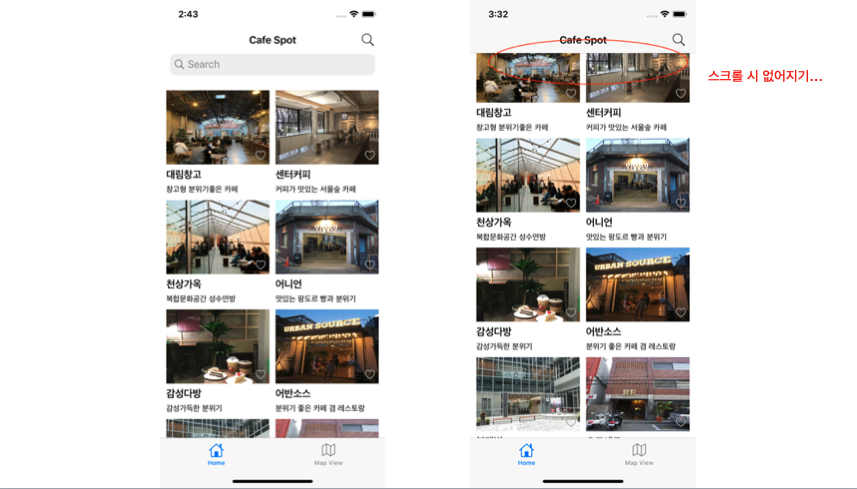 2:43
Cafe Spot
Search
대림창고
창고형 분위기좋은 카페
센터커피
커피가 맛있는 서울숲 카페
천상가옥
복합문화공간 성수연방
어니언
맛있는 팡도르 빵과 분위기
URBAN SOURCE
감성다방
감성가득한 분위기
어반소스
분위기 좋은 카페 겸 레스토랑
Home
Map View
3:32
Cafe Spot
대림창고
창고형 분위기좋은 카페
센터커피
커피가 맛있는 서울숲 카페
천상가옥
복합문화공간 성수연방
어니언
맛있는 팡도르 빵과 분위기
URBAN SOURCE
감성다방
감성가득한 분위기
어반소스
분위기 좋은 카페 겸 레스토랑
Home
Map View
스크롤 시 없어지기...